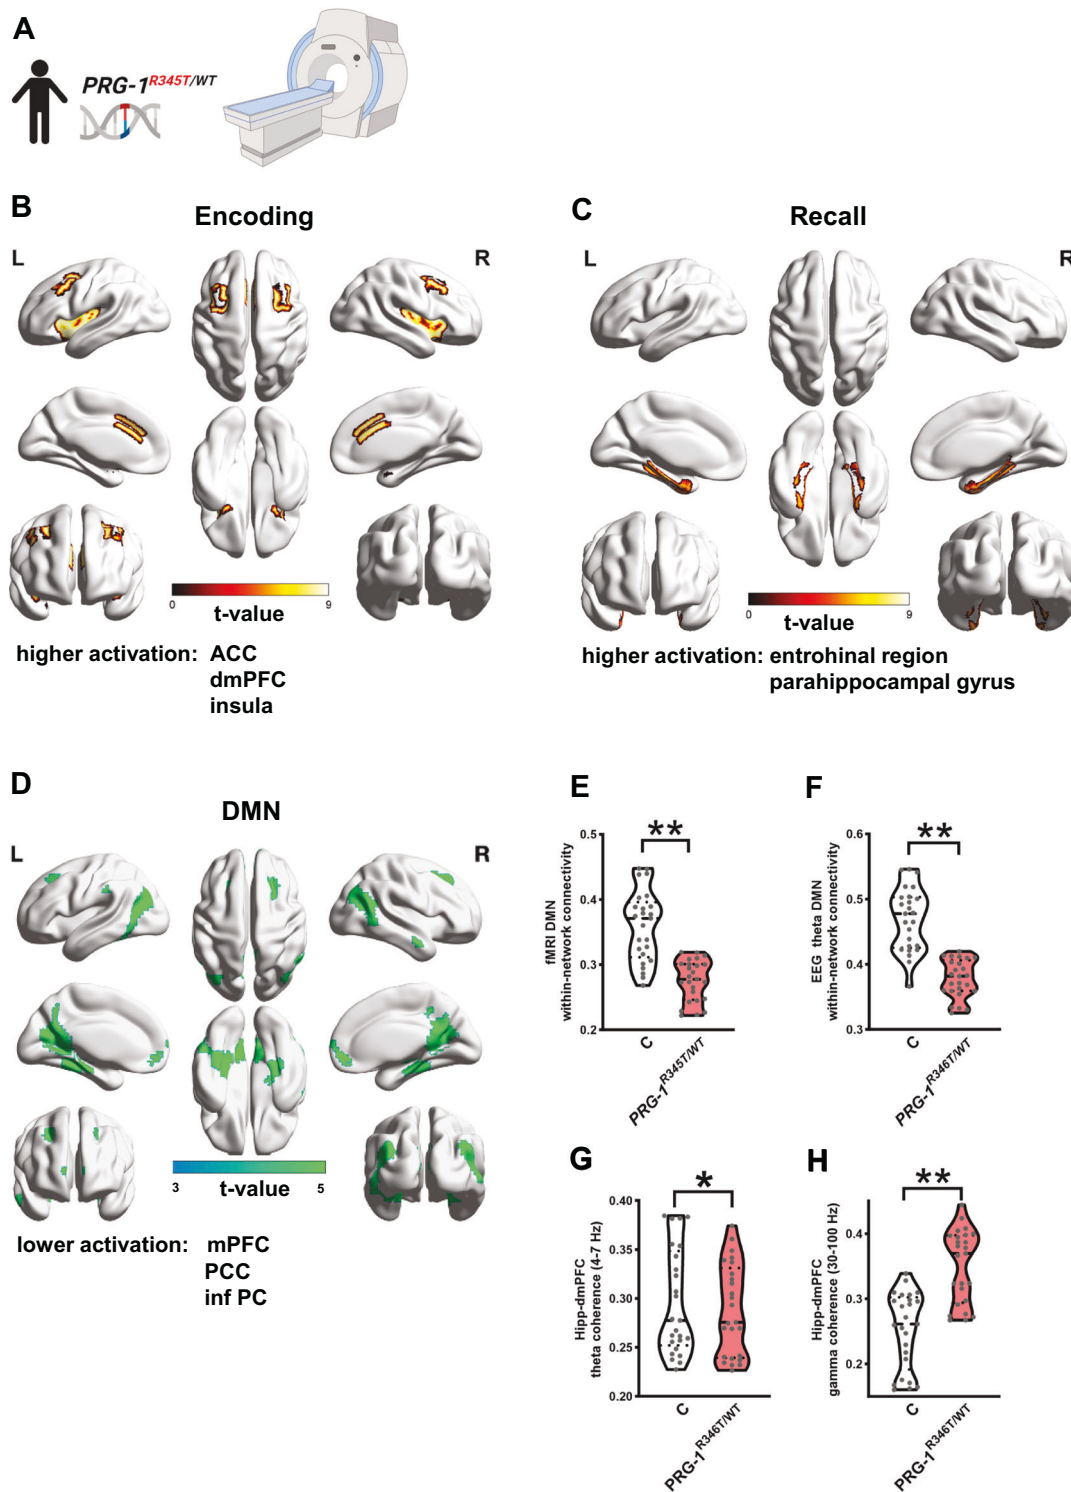 A
PRG-1R345T/WT
B
Encoding
L
R
0
9
t-value
higher activation: ACC
dmPFC
insula
C
Recall
L
R
0
9
t-value
higher activation: entrohinal region
parahippocampal gyrus
D
DMN
L
R
3
5
t-value
lower activation: mPFC
PCC
inf PC
E
**
fMRI DMN
within-network connectivity
0.5
0.4
0.3
0.2
C
PRG-1R345T/WT
F
**
EEG theta DMN
within-network connectivity
0.6
0.5
0.4
0.3
C
PRG-1R346T/WT
G
*
Hipp-dmPFC
theta coherence (4-7 Hz)
0.40
0.35
0.30
0.25
0.20
C
PRG-1R346T/WT
H
**
Hipp-dmPFC
gamma coherence (30-100 Hz)
0.4
0.3
0.2
C
PRG-1R346T/WT